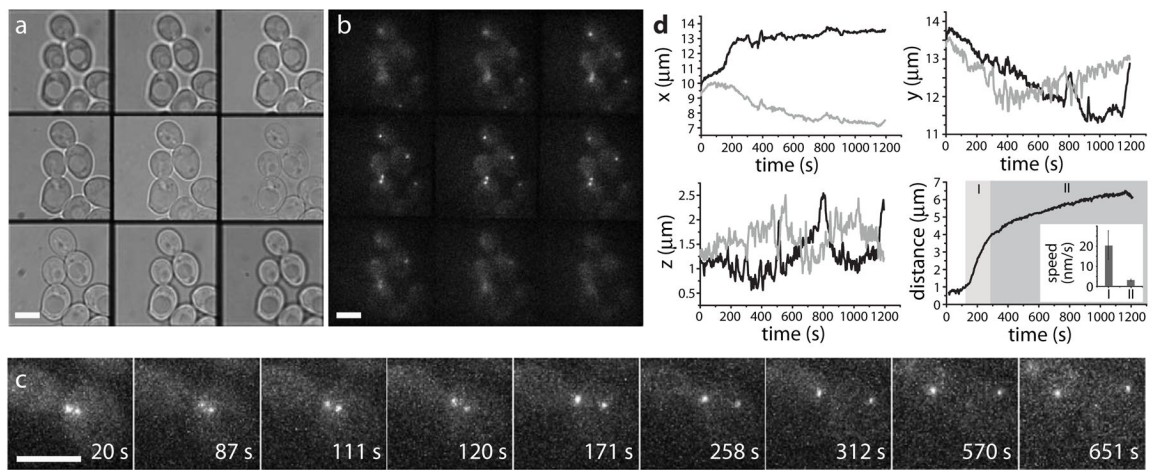 a
b
d
x (μm)
14
13
12
11
10
9
8
7
0 200 400 600 800 1000 1200
time (s)
y (μm)
14
13
12
11
0 200 400 600 800 1000 1200
time (s)
z (μm)
2.5
2
1.5
1
0.5
0 200 400 600 800 1000 1200
time (s)
distance (μm)
7
6
5
4
3
2
1
0
I II
speed
(nm/s)
20
10
0
I II
0 200 400 600 800 1000 1200
time (s)
c
20 s 87 s 111 s 120 s 171 s 258 s 312 s 570 s 651 s